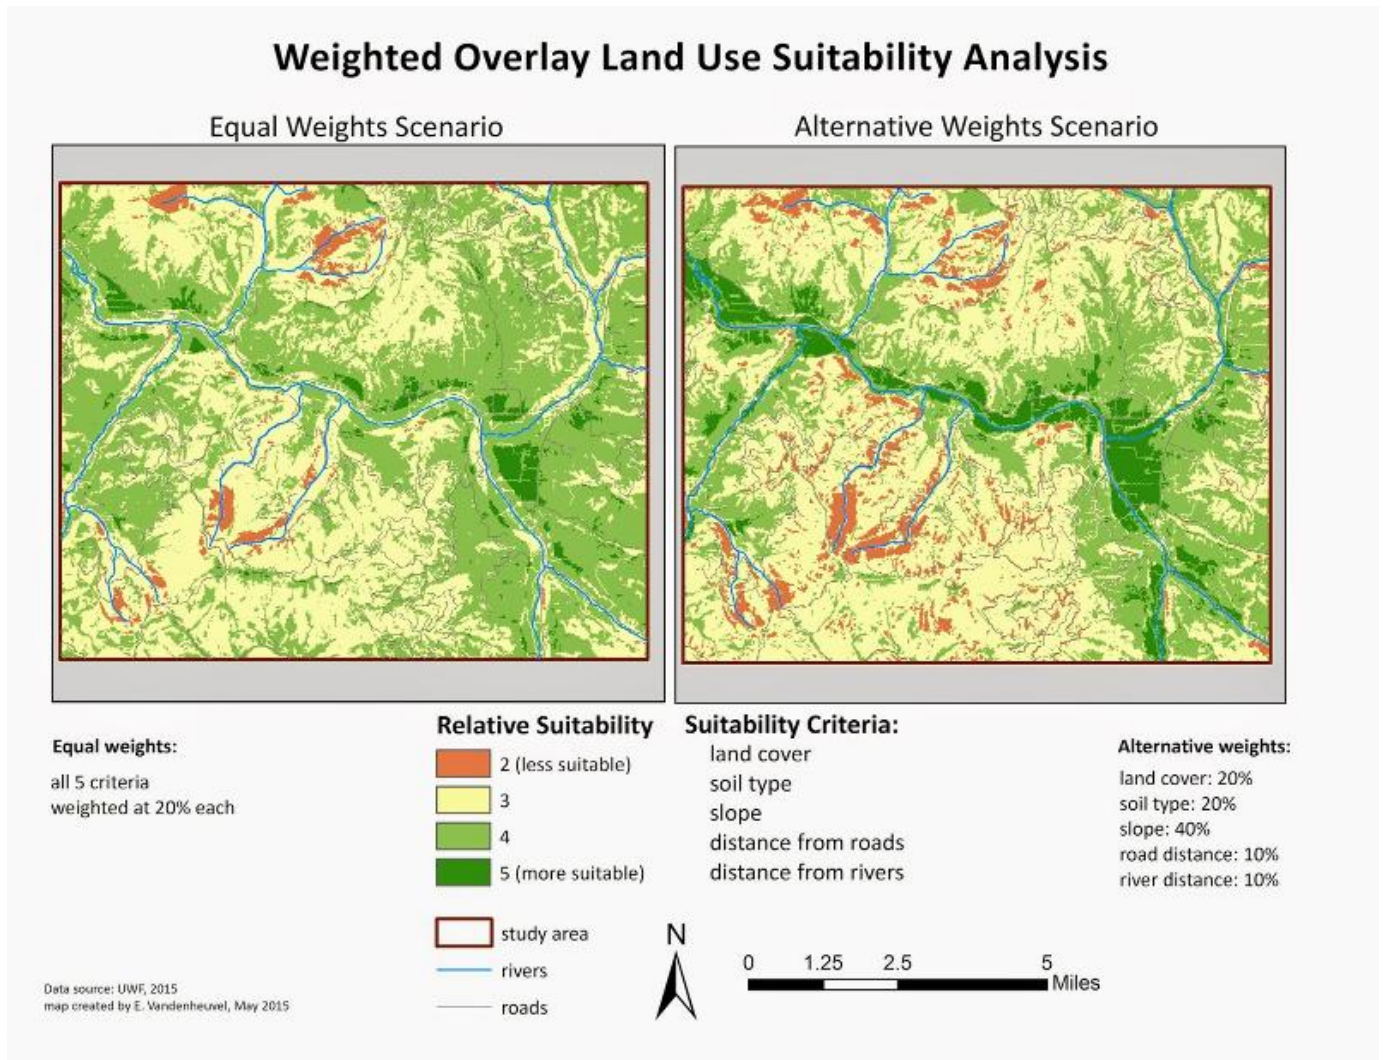 Weighted Overlay Land Use Suitability Analysis
Equal Weights Scenario
Alternative Weights Scenario
Equal weights:
all 5 criteria
weighted at 20% each
Relative Suitability
2 (less suitable)
3
4
5 (more suitable)
study area
rivers
roads
Suitability Criteria:
land cover
soil type
slope
distance from roads
distance from rivers
Alternative weights:
land cover: 20%
soil type: 20%
slope: 40%
road distance: 10%
river distance: 10%
N
0 1.25 2.5 5
Miles
Data source: UWF, 2015
map created by E. Vandenheuvel, May 2015